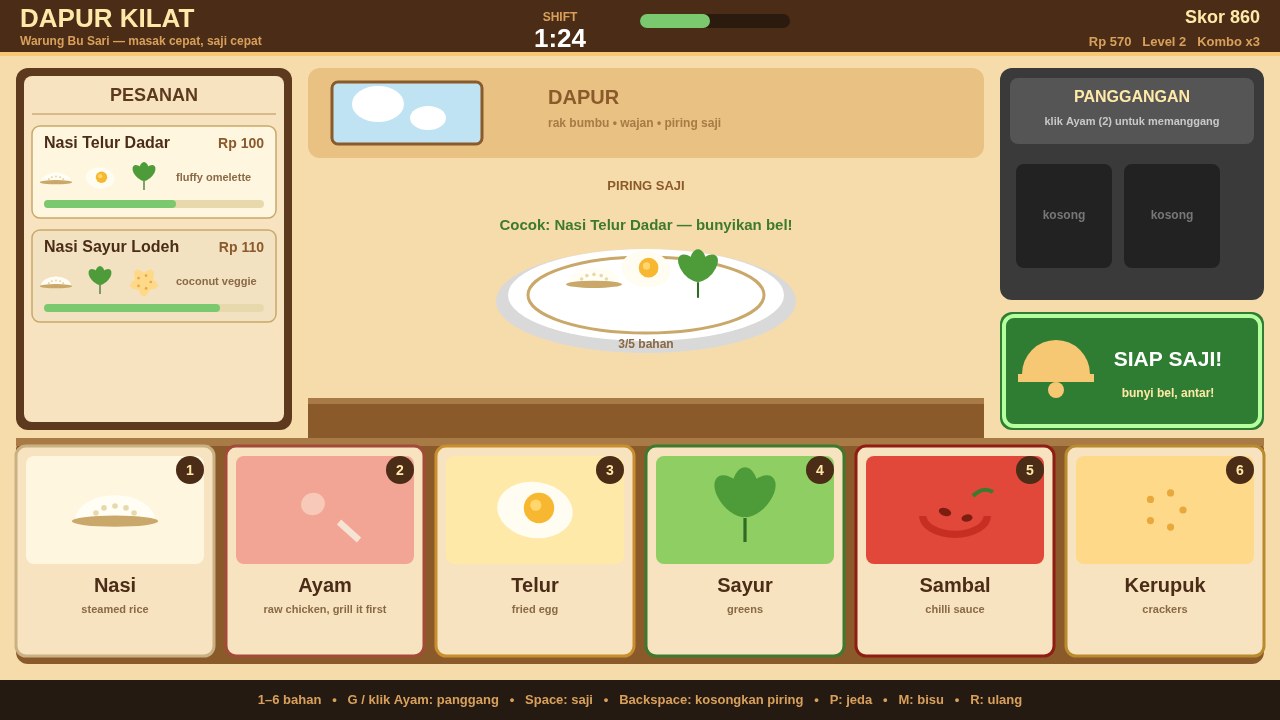 DAPUR KILAT
Warung Bu Sari — masak cepat, saji cepat
SHIFT
1:24
Skor 860
Rp 570 Level 2 Kombo x3
PESANAN
Nasi Telur Dadar Rp 100
fluffy omelette
Nasi Sayur Lodeh Rp 110
coconut veggie
DAPUR
rak bumbu • wajan • piring saji
PIRING SAJI
Cocok: Nasi Telur Dadar — bunyikan bel!
3/5 bahan
PANGGANGAN
klik Ayam (2) untuk memanggang
kosong kosong
SIAP SAJI!
bunyi bel, antar!
1
Nasi
steamed rice
2
Ayam
raw chicken, grill it first
3
Telur
fried egg
4
Sayur
greens
5
Sambal
chilli sauce
6
Kerupuk
crackers
1–6 bahan • G / klik Ayam: panggang • Space: saji • Backspace: kosongkan piring • P: jeda • M: bisu • R: ulang